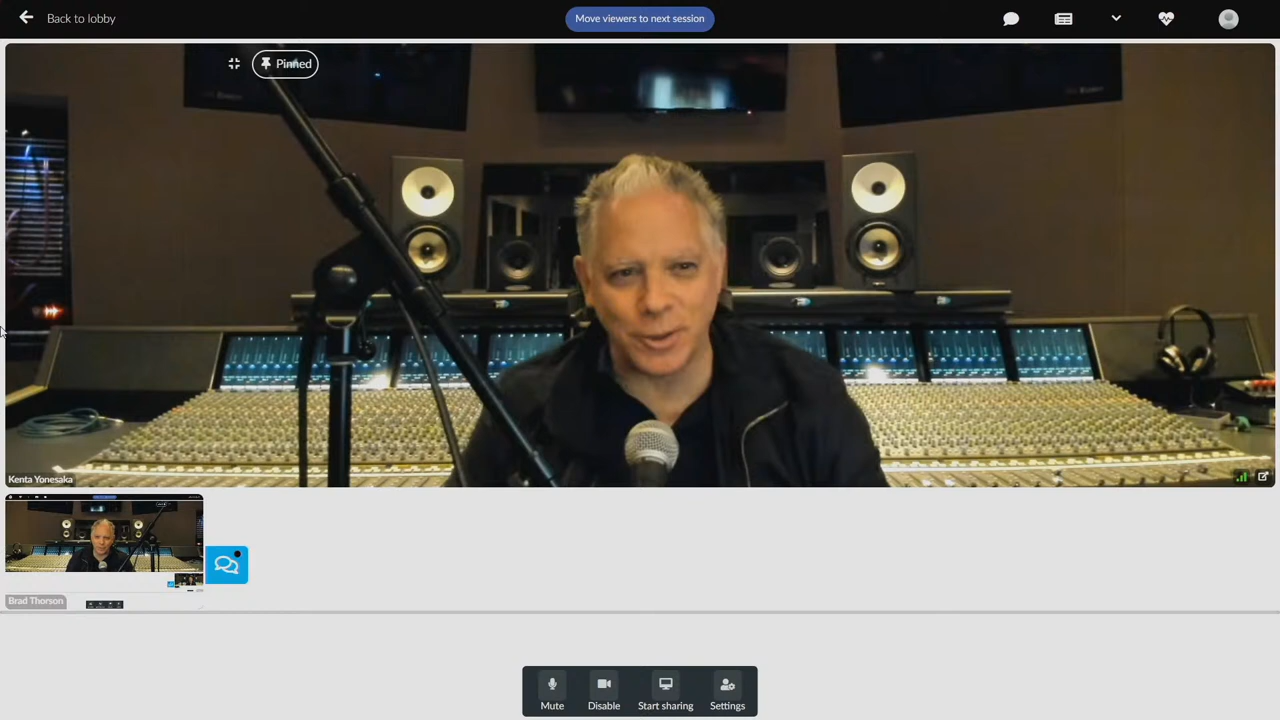 Back to lobby
Move viewers to next session
Pinned
Kenta Yonesaka
Brad Thorson
Mute
Disable
Start sharing
Settings